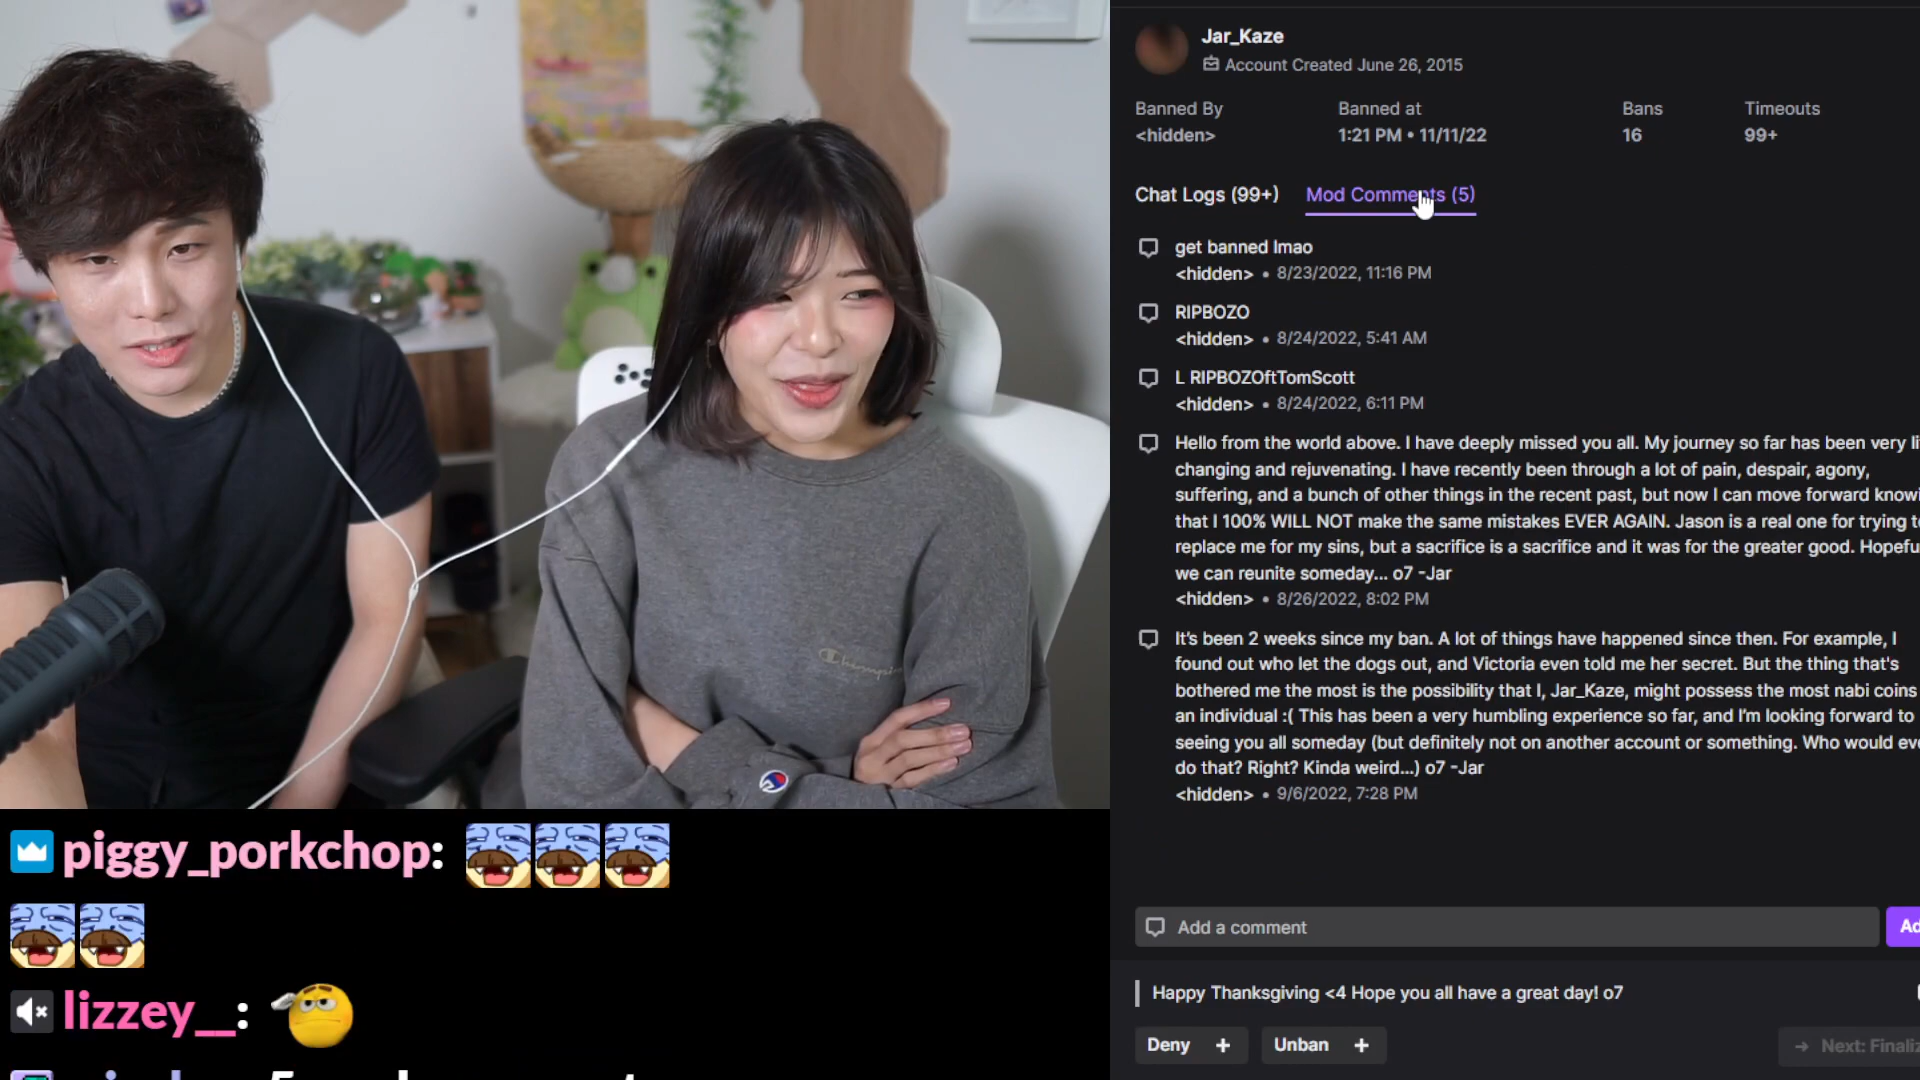 Jar_Kaze
Account Created June 26, 2015
Banned By
Banned at
Bans
Timeouts
<hidden>
1:21 PM • 11/11/22
16
99+
Chat Logs (99+)
Mod Comments (5)
get banned lmao
<hidden> • 8/23/2022, 11:16 PM
RIPBOZO
<hidden> • 8/24/2022, 5:41 AM
L RIPBOZOftTomScott
<hidden> • 8/24/2022, 6:11 PM
Hello from the world above. I have deeply missed you all. My journey so far has been very
changing and rejuvenating. I have recently been through a lot of pain, despair, agony,
suffering, and a bunch of other things in the recent past, but now I can move forward
that I 100% WILL NOT make the same mistakes EVER AGAIN. Jason is a real one for trying
replace me for my sins, but a sacrifice is a sacrifice and it was for the greater good.
we can reunite someday... o7 -Jar
<hidden> • 8/26/2022, 8:02 PM
It's been 2 weeks since my ban. A lot of things have happened since then. For example, I
found out who let the dogs out, and Victoria even told me her secret. But the thing that's
bothered me the most is the possibility that I, Jar_Kaze, might possess the most nabi coins
an individual :( This has been a very humbling experience so far, and I'm looking forward to
seeing you all someday (but definitely not on another account or something. Who would
do that? Right? Kinda weird...) o7 -Jar
<hidden> • 9/6/2022, 7:28 PM
Add a comment
Happy Thanksgiving <4 Hope you all have a great day! o7
Deny +
Unban +
Next:
Champion
piggy_porkchop:
lizzey__: